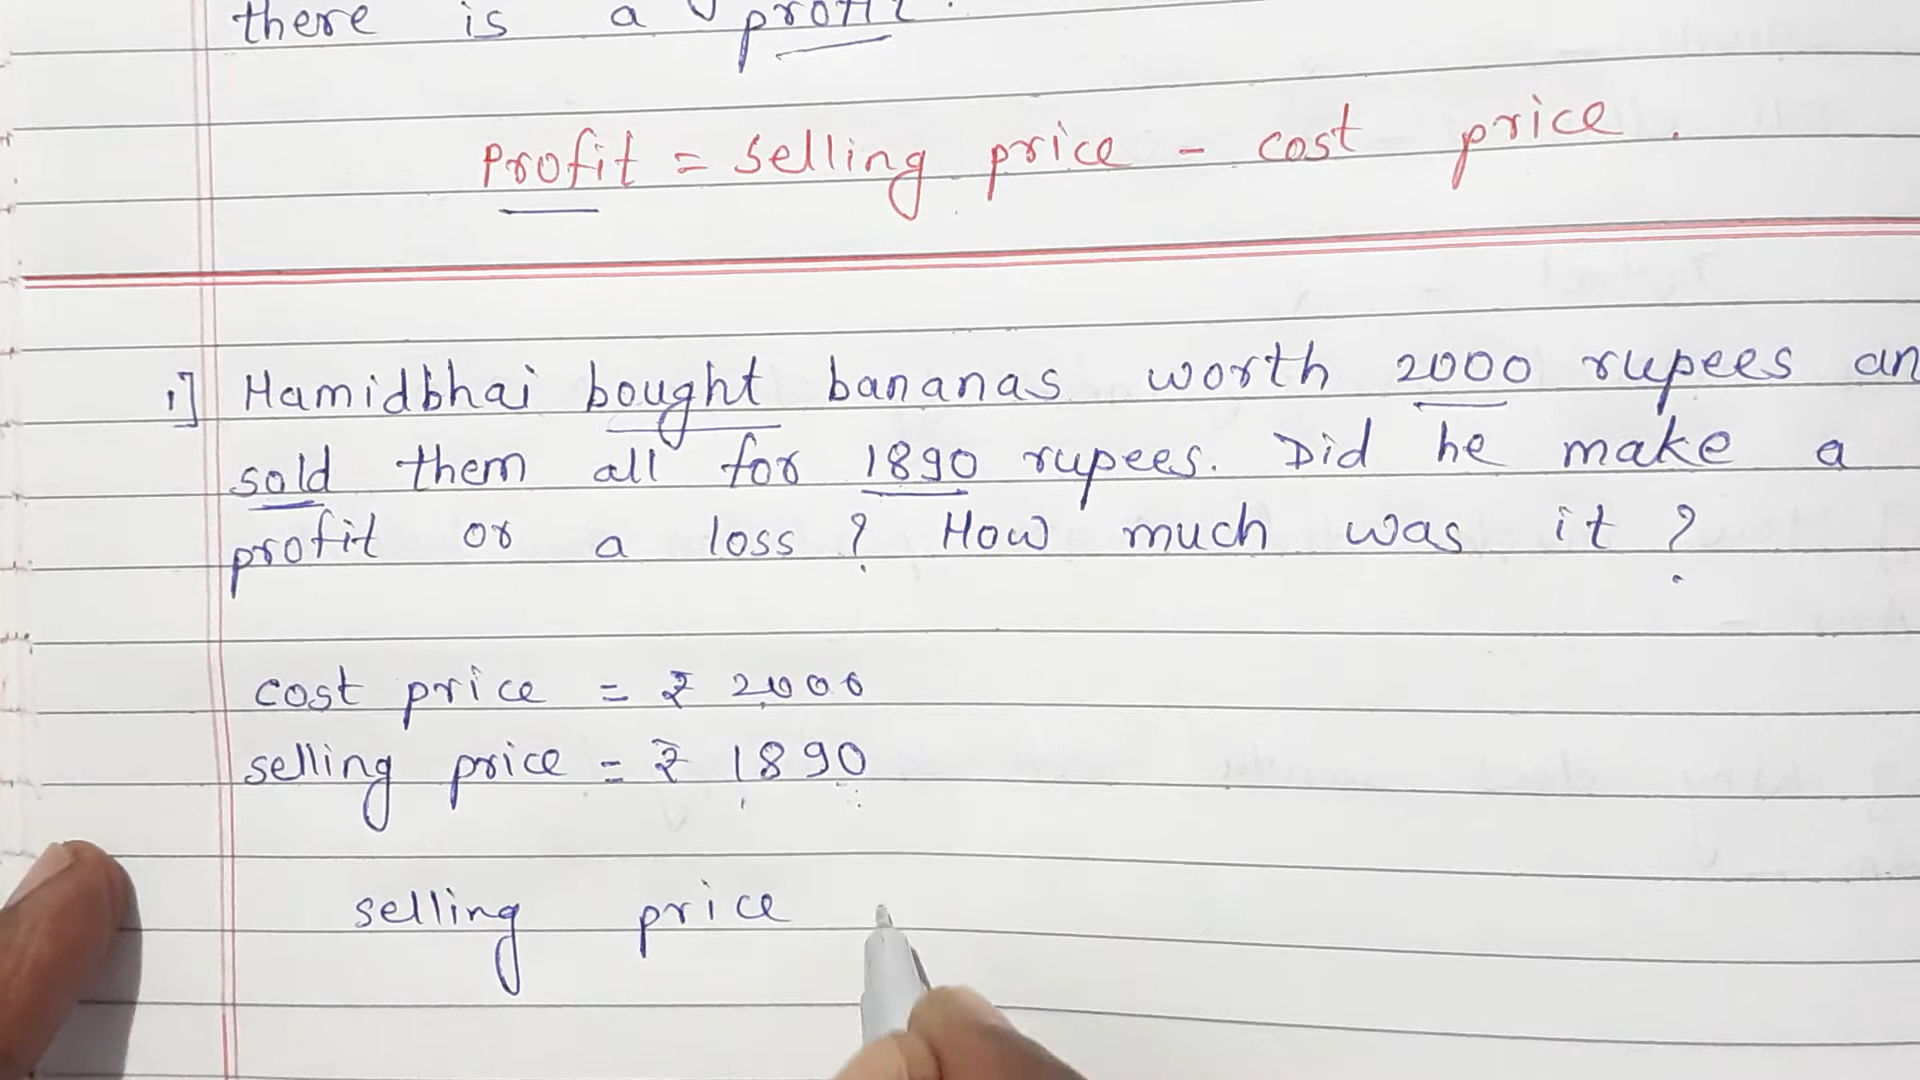 there is a profit.
Profit = selling price - cost price.
1] Hamidbhai bought bananas worth 2000 rupees an
sold them all for 1890 rupees. Did he make a
profit or a loss ? How much was it ?
cost price = ₹ 2000
selling price = ₹ 1890
selling price